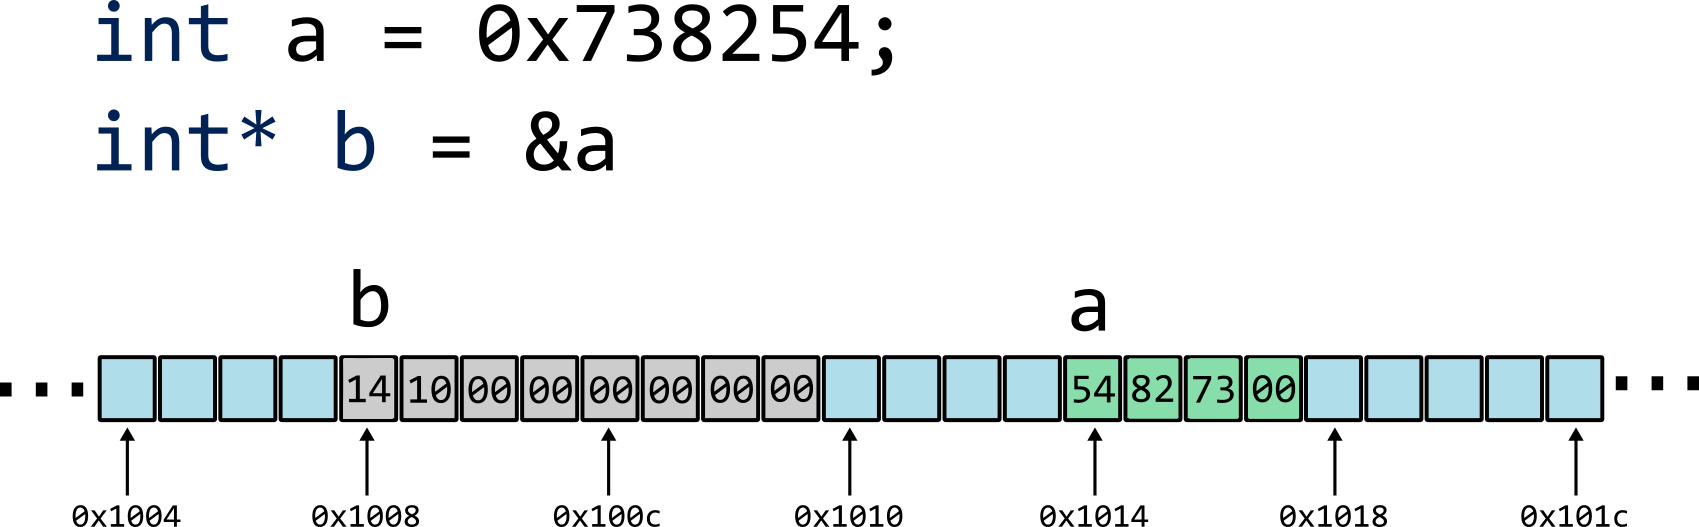 int a = 0x738254;
int* b = &a
b a
14 10 00 00 00 00 00 00 54 82 73 00
0x1004 0x1008 0x100c 0x1010 0x1014 0x1018 0x101c